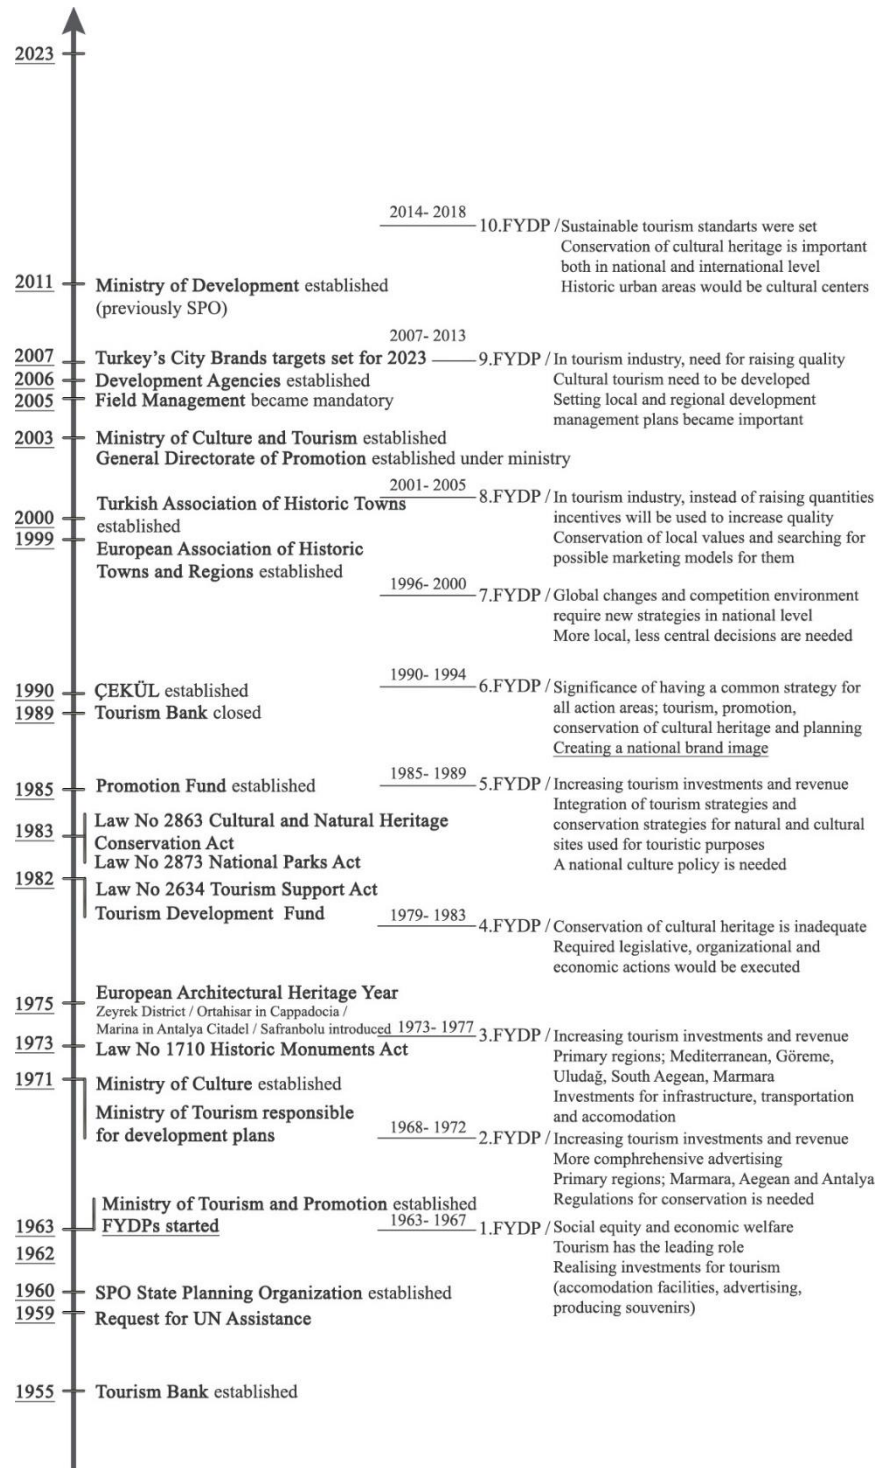 2023
2014- 2018
10.FYDP / Sustainable tourism standarts were set
Conservation of cultural heritage is important
both in national and international level
Historic urban areas would be cultural centers
2011
Ministry of Development established
(previously SPO)
2007- 2013
2007
Turkey's City Brands targets set for 2023
9.FYDP / In tourism industry, need for raising quality
Cultural tourism need to be developed
Setting local and regional development
management plans became important
2006
Development Agencies established
2005
Field Management became mandatory
2003
Ministry of Culture and Tourism established
General Directorate of Promotion established under ministry
2001- 2005
8.FYDP / In tourism industry, instead of raising quantities
incentives will be used to increase quality
Conservation of local values and searching for
possible marketing models for them
Turkish Association of Historic Towns
established
2000
1999
European Association of Historic
Towns and Regions established
1996- 2000
7.FYDP / Global changes and competition environment
require new strategies in national level
More local, less central decisions are needed
1990- 1994
6.FYDP / Significance of having a common strategy for
all action areas; tourism, promotion,
conservation of cultural heritage and planning
Creating a national brand image
1990
ÇEKÜL established
1989
Tourism Bank closed
1985- 1989
5.FYDP / Increasing tourism investments and revenue
Integration of tourism strategies and
conservation strategies for natural and cultural
sites used for touristic purposes
A national culture policy is needed
1985
Promotion Fund established
1983
Law No 2863 Cultural and Natural Heritage
Conservation Act
Law No 2873 National Parks Act
1982
Law No 2634 Tourism Support Act
Tourism Development Fund
1979- 1983
4.FYDP / Conservation of cultural heritage is inadequate
Required legislative, organizational and
economic actions would be executed
1975
European Architectural Heritage Year
Zeyrek District / Ortahisar in Cappadocia /
Marina in Antalya Citadel / Safranbolu introduced
1973- 1977
3.FYDP / Increasing tourism investments and revenue
Primary regions; Mediterranean, Göreme,
Uludağ, South Aegean, Marmara
Investments for infrastructure, transportation
and accomodation
1973
Law No 1710 Historic Monuments Act
1971
Ministry of Culture established
Ministry of Tourism responsible
for development plans
1968- 1972
2.FYDP / Increasing tourism investments and revenue
More comphrehensive advertising
Primary regions; Marmara, Aegean and Antalya
Regulations for conservation is needed
Ministry of Tourism and Promotion established
FYDPs started
1963- 1967
1.FYDP / Social equity and economic welfare
Tourism has the leading role
Realising investments for tourism
(accomodation facilities, advertising,
producing souvenirs)
1963
1962
1960
SPO State Planning Organization established
1959
Request for UN Assistance
1955
Tourism Bank established